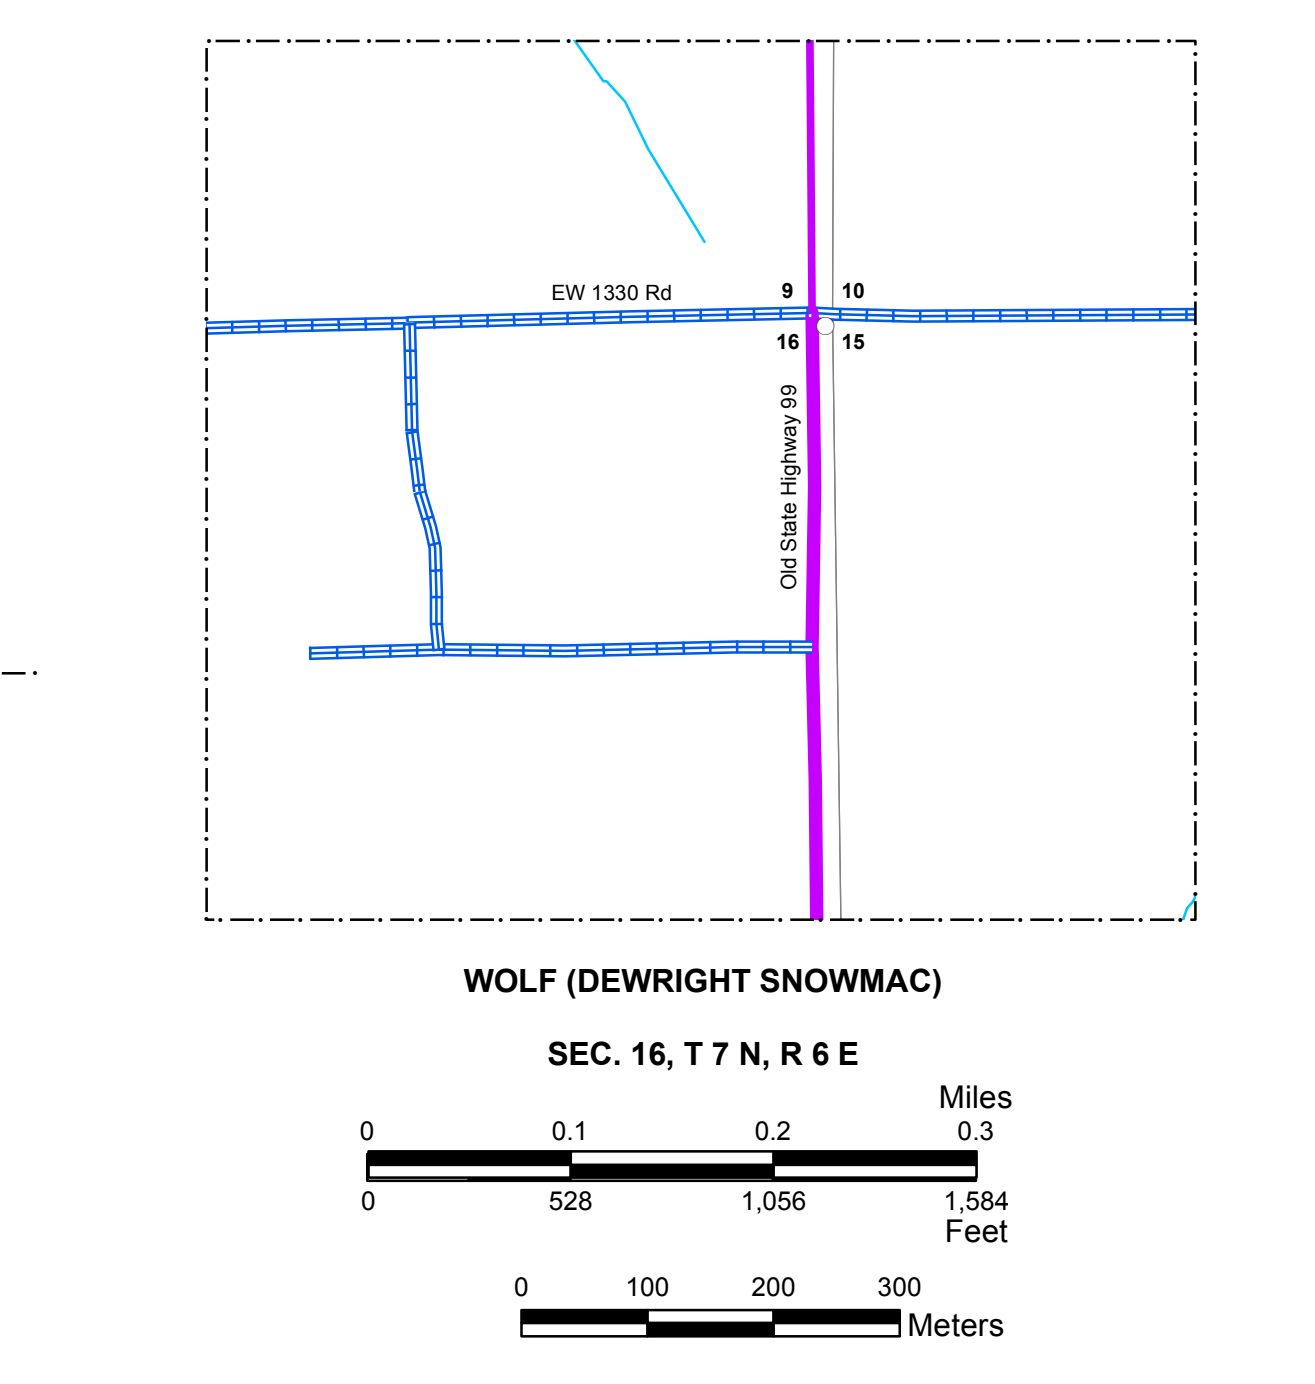 9 10
EW 1330 Rd
16 15
Old State Highway 99
WOLF (DEWRIGHT SNOWMAC)
SEC. 16, T 7 N, R 6 E
Miles
0 0.1 0.2 0.3
0 528 1,056 1,584
Feet
0 100 200 300
Meters